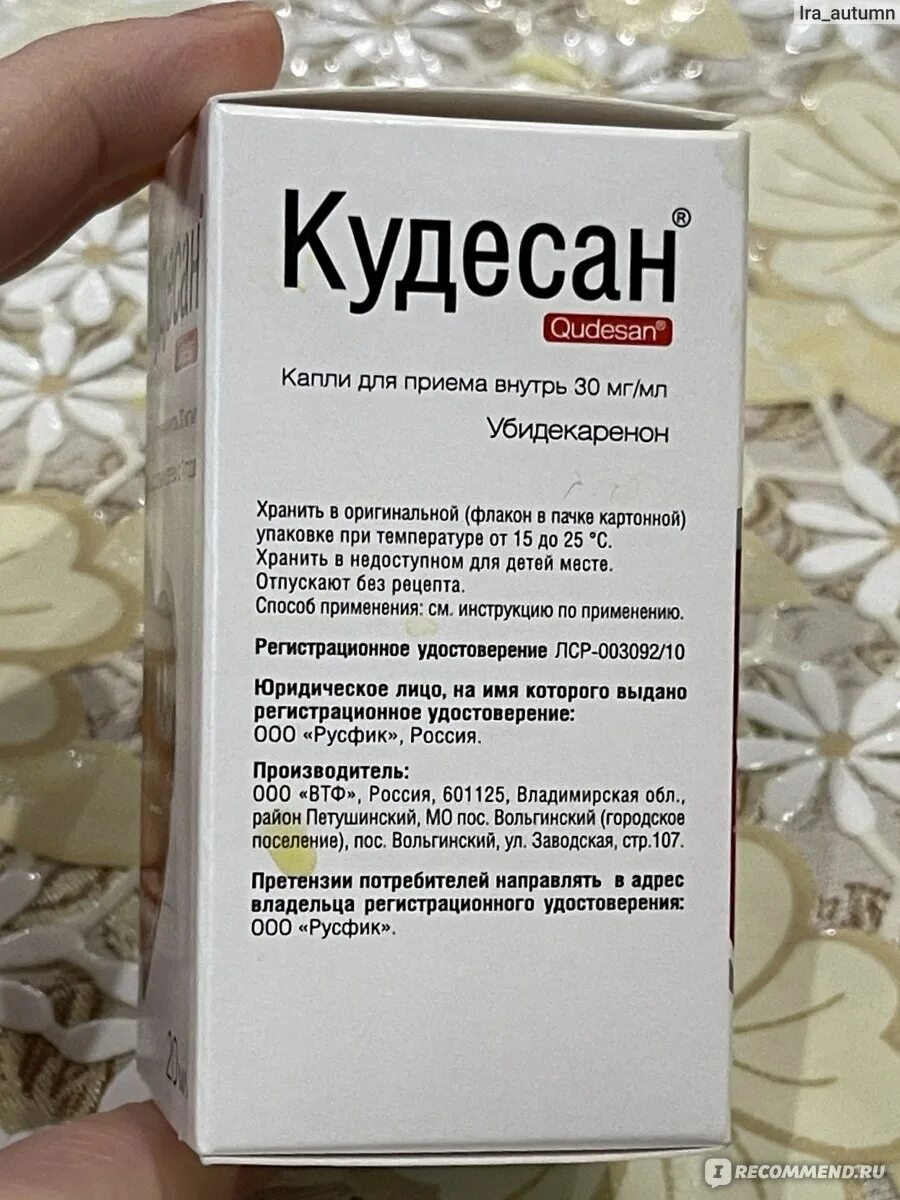 Ira_autumn
Кудесан®
Qudesan®
Капли для приема внутрь 30 мг/мл
Убидекаренон
Хранить в оригинальной (флакон в пачке картонной)
упаковке при температуре от 15 до 25 °С.
Хранить в недоступном для детей месте.
Отпускают без рецепта.
Способ применения: см. инструкцию по применению.
Регистрационное удостоверение ЛСР-003092/10
Юридическое лицо, на имя которого выдано
регистрационное удостоверение:
ООО «Русфик», Россия.
Производитель:
ООО «ВТФ», Россия, 601125, Владимирская обл.,
район Петушинский, МО пос. Вольгинский (городское
поселение), пос. Вольгинский, ул. Заводская, стр.107.
Претензии потребителей направлять в адрес
владельца регистрационного удостоверения:
ООО «Русфик».
20 мл
IRECOMMEND.RU